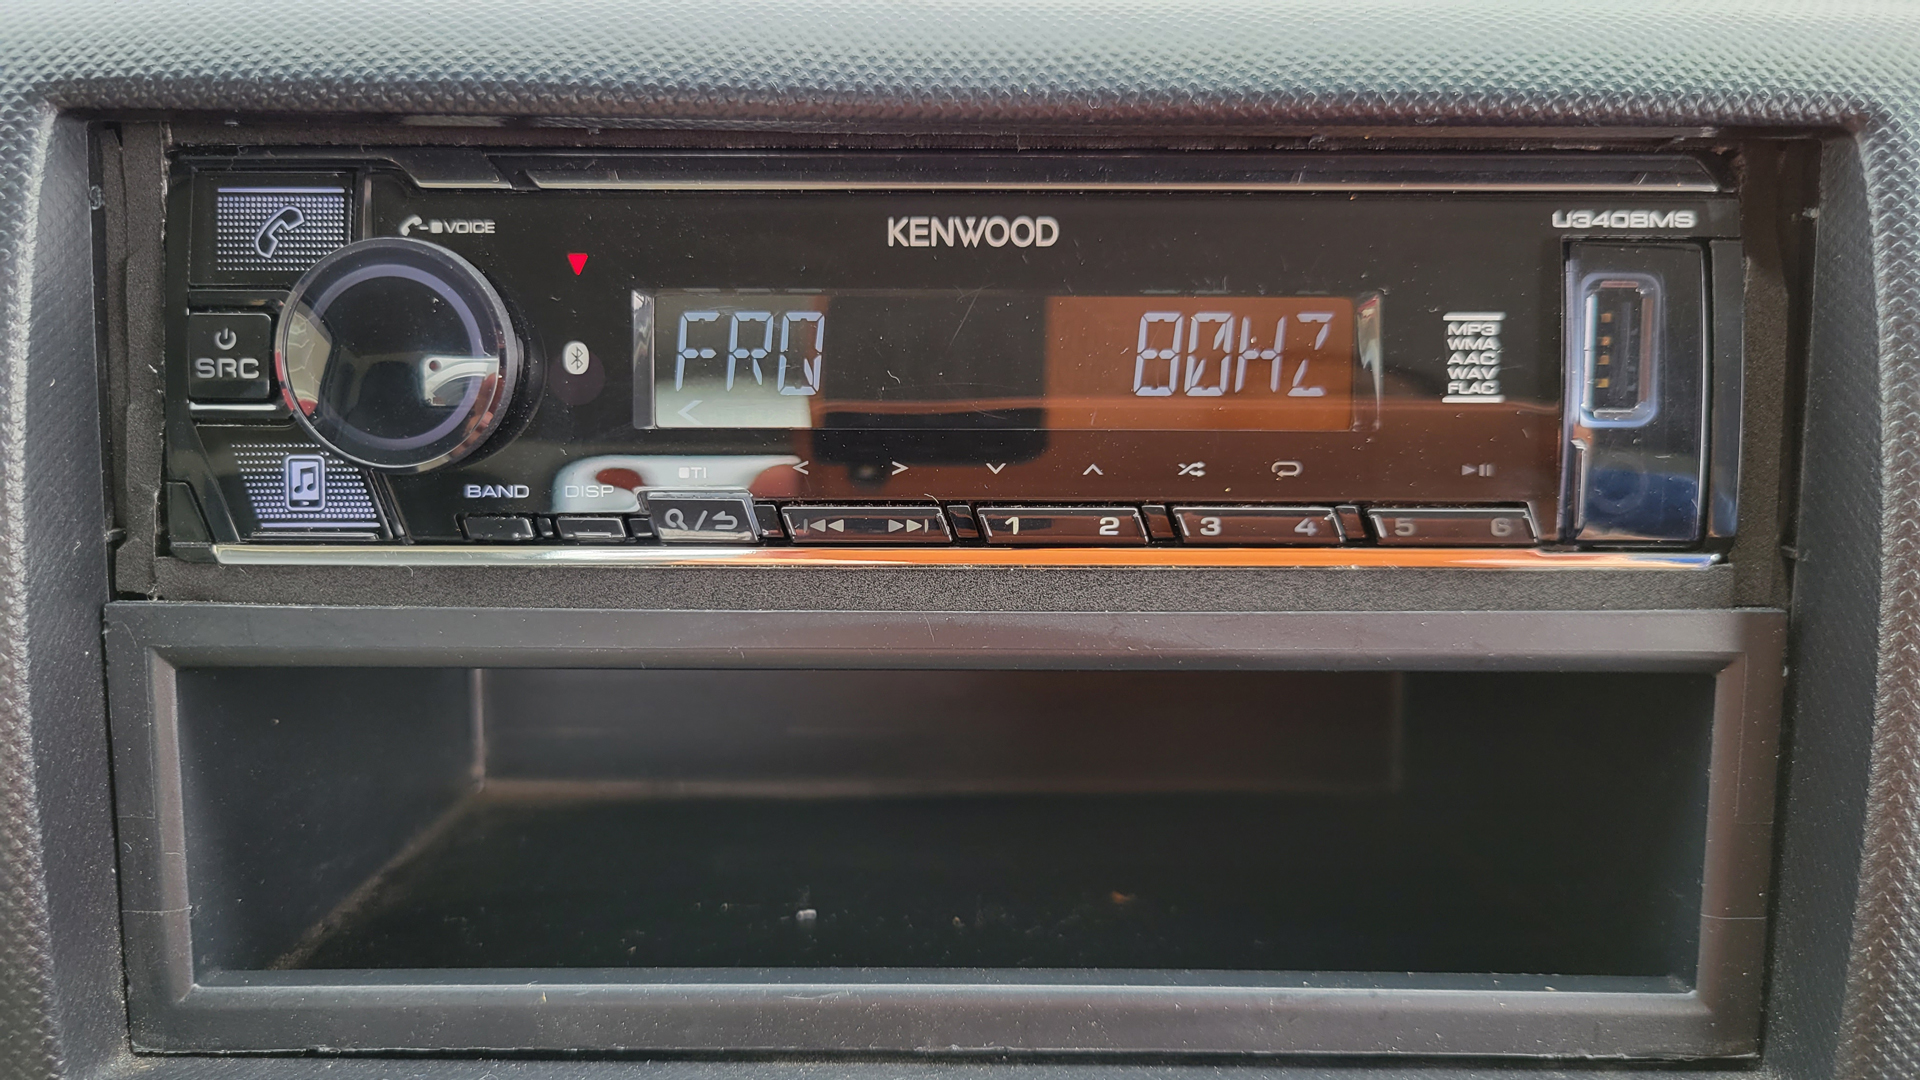 KENWOOD
U340BMS
VOICE
SRC
FRQ 80HZ
MP3
WMA
AAC
WAV
FLAC
TI
BAND DISP
1 2 3 4 5 6